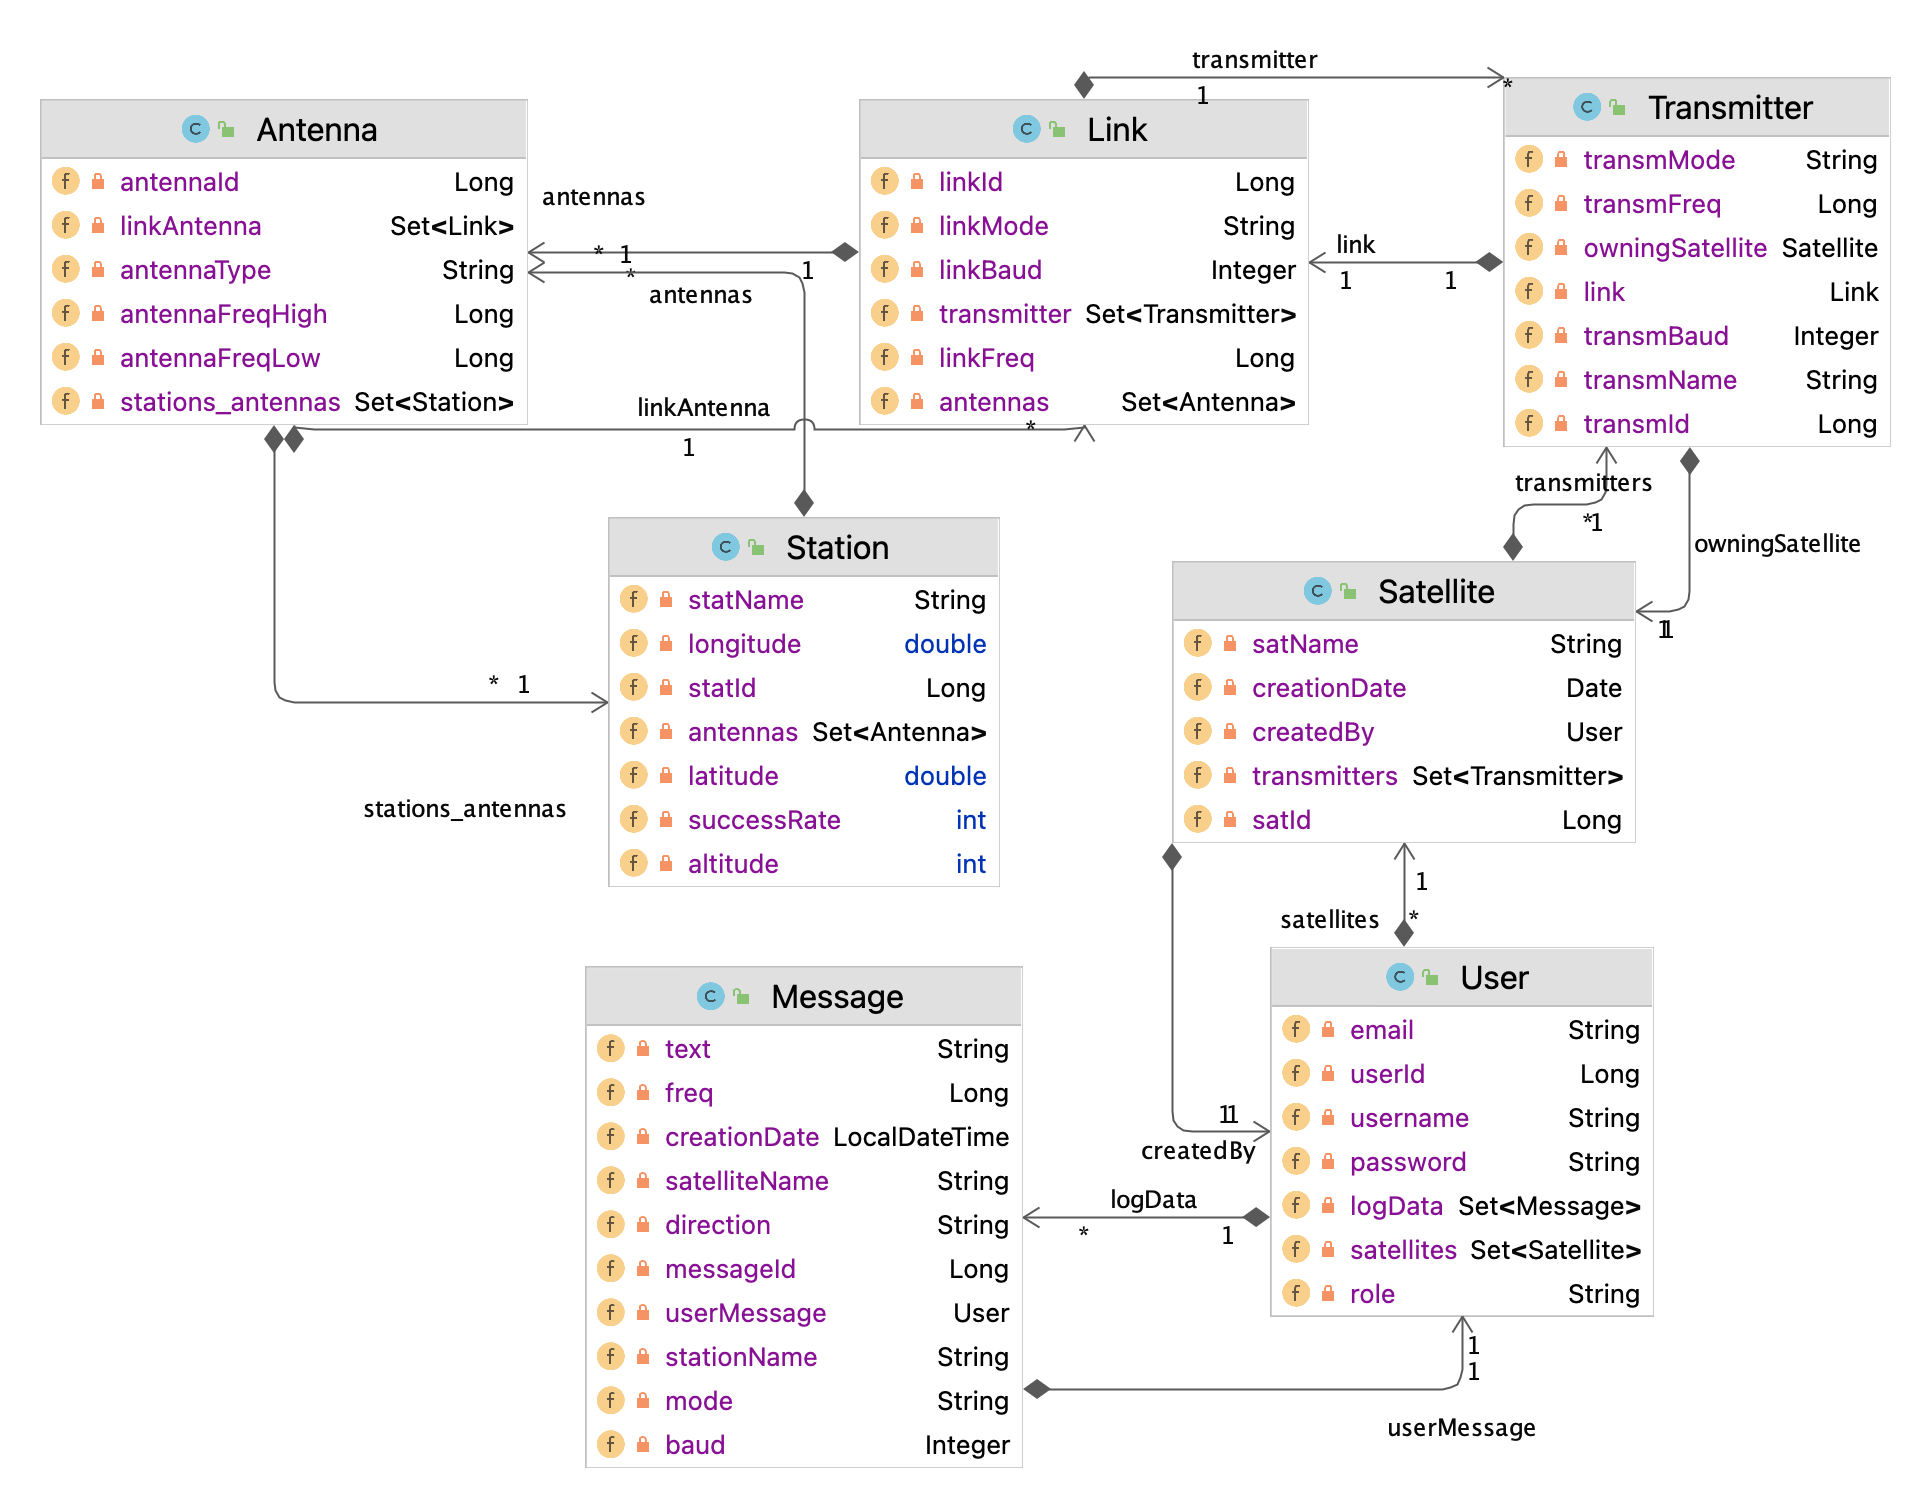 transmitter
1
*
Antenna
antennaId Long
linkAntenna Set<Link>
antennaType String
antennaFreqHigh Long
antennaFreqLow Long
stations_antennas Set<Station>
antennas
* 1
1
*
antennas
Link
linkId Long
linkMode String
linkBaud Integer
transmitter Set<Transmitter>
linkFreq Long
antennas Set<Antenna>
link
1 1
Transmitter
transmMode String
transmFreq Long
owningSatellite Satellite
link Link
transmBaud Integer
transmName String
transmId Long
linkAntenna
1
*
transmitters
*1
owningSatellite
11
Station
statName String
longitude double
statId Long
antennas Set<Antenna>
latitude double
successRate int
altitude int
* 1
stations_antennas
Satellite
satName String
creationDate Date
createdBy User
transmitters Set<Transmitter>
satId Long
1
satellites *
Message
text String
freq Long
creationDate LocalDateTime
satelliteName String
direction String
messageId Long
userMessage User
stationName String
mode String
baud Integer
11
createdBy
logData
* 1
User
email String
userId Long
username String
password String
logData Set<Message>
satellites Set<Satellite>
role String
1
1
userMessage